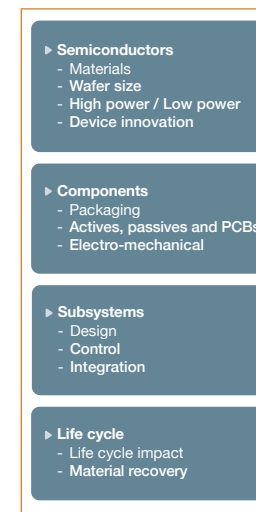 Semiconductors
- Materials
- Wafer size
- High power / Low power
- Device innovation
Components
- Packaging
- Actives, passives and PCBs
- Electro-mechanical
Subsystems
- Design
- Control
- Integration
Life cycle
- Life cycle impact
- Material recovery